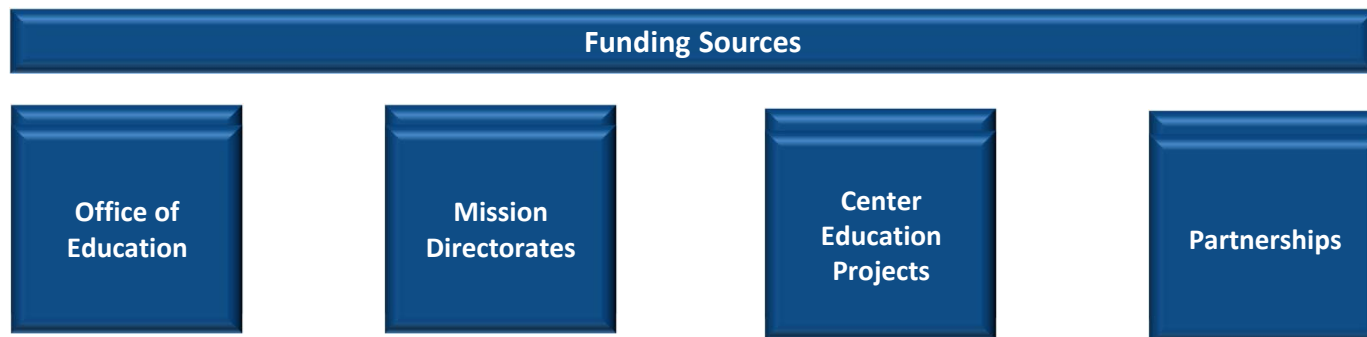 Funding Sources
Office of
Education
Mission
Directorates
Center
Education
Projects
Partnerships